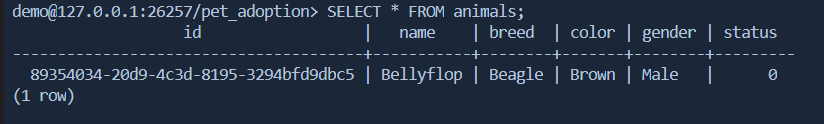 demo@127.0.0.1:26257/pet_adoption> SELECT * FROM animals;
                   id                  |   name    | breed  | color | gender | status
---------------------------------------+-----------+--------+-------+--------+---------
  89354034-20d9-4c3d-8195-3294bfd9dbc5 | Bellyflop | Beagle | Brown | Male   |      0
(1 row)